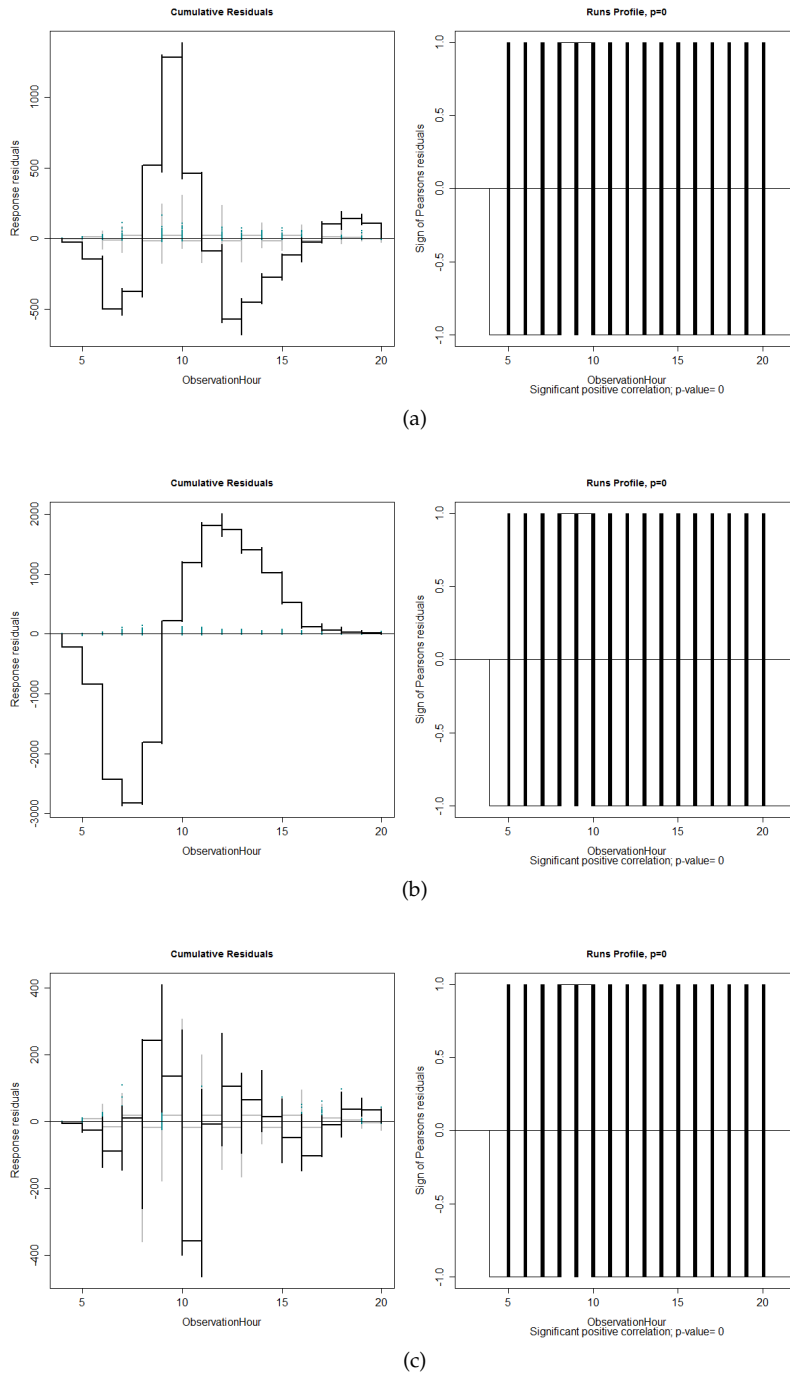 Cumulative Residuals
Response residuals
1000
500
0
-500
5
10
15
20
ObservationHour
Runs Profile, p=0
Sign of Pearsons residuals
1.0
0.5
0.0
-0.5
-1.0
5
10
15
20
ObservationHour
Significant positive correlation; p-value= 0
(a)
Cumulative Residuals
Response residuals
2000
1000
0
-1000
-2000
-3000
5
10
15
20
ObservationHour
Runs Profile, p=0
Sign of Pearsons residuals
1.0
0.5
0.0
-0.5
-1.0
5
10
15
20
ObservationHour
Significant positive correlation; p-value= 0
(b)
Cumulative Residuals
Response residuals
400
200
0
-200
-400
5
10
15
20
ObservationHour
Runs Profile, p=0
Sign of Pearsons residuals
1.0
0.5
0.0
-0.5
-1.0
5
10
15
20
ObservationHour
Significant positive correlation; p-value= 0
(c)